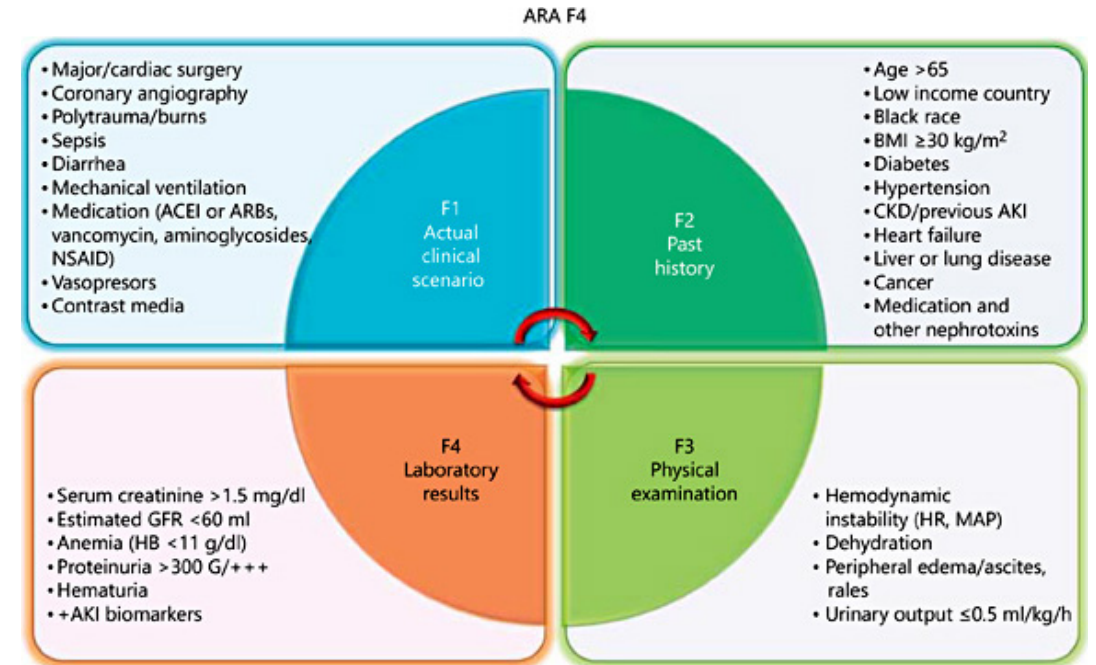 ARA F4
• Major/cardiac surgery
• Coronary angiography
• Polytrauma/burns
• Sepsis
• Diarrhea
• Mechanical ventilation
• Medication (ACEI or ARBs,
vancomycin, aminoglycosides,
NSAID)
• Vasopresors
• Contrast media
F1
Actual
clinical
scenario
F2
Past
history
• Age >65
• Low income country
• Black race
• BMI ≥30 kg/m²
• Diabetes
• Hypertension
• CKD/previous AKI
• Heart failure
• Liver or lung disease
• Cancer
• Medication and
other nephrotoxins
• Serum creatinine >1.5 mg/dl
• Estimated GFR <60 ml
• Anemia (HB <11 g/dl)
• Proteinuria >300 G/+++
• Hematuria
• +AKI biomarkers
F4
Laboratory
results
F3
Physical
examination
• Hemodynamic
instability (HR, MAP)
• Dehydration
• Peripheral edema/ascites,
rales
• Urinary output ≤0.5 ml/kg/h